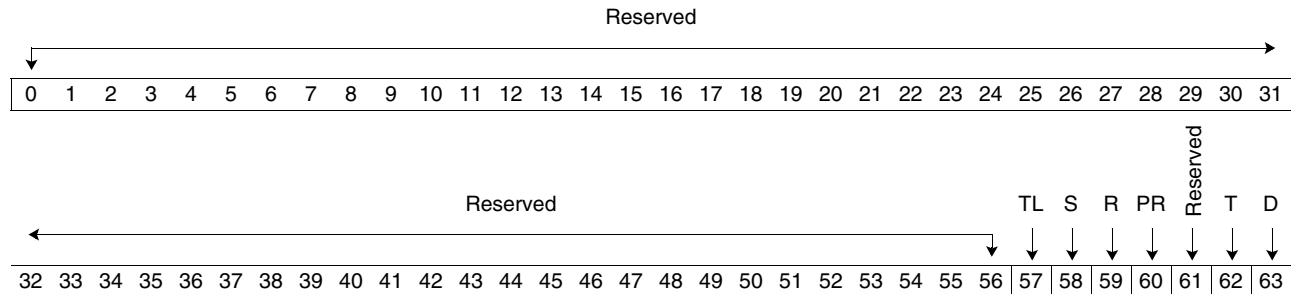 Reserved
0 1 2 3 4 5 6 7 8 9 10 11 12 13 14 15 16 17 18 19 20 21 22 23 24 25 26 27 28 29 30 31
Reserved TL S R PR Reserved T D
32 33 34 35 36 37 38 39 40 41 42 43 44 45 46 47 48 49 50 51 52 53 54 55 56 57 58 59 60 61 62 63